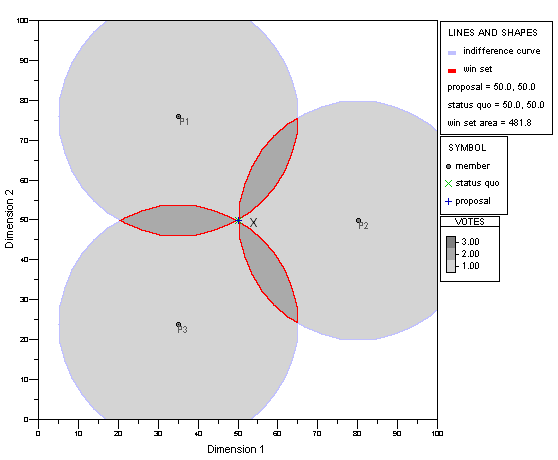 100
90
80
70
60
50
40
30
20
10
0
Dimension 2
P1
X
P2
P3
0 10 20 30 40 50 60 70 80 90 100
Dimension 1
LINES AND SHAPES
indifference curve
win set
proposal = 50.0, 50.0
status quo = 50.0, 50.0
win set area = 481.8
SYMBOL
member
status quo
proposal
VOTES
3.00
2.00
1.00